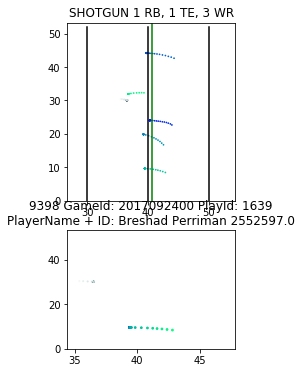 SHOTGUN 1 RB, 1 TE, 3 WR
50
40
30
20
10
0
30 40 50
9398 GameId: 2017092400 PlayId: 1639
PlayerName + ID: Breshad Perriman 2552597.0
40
20
0
35 40 45